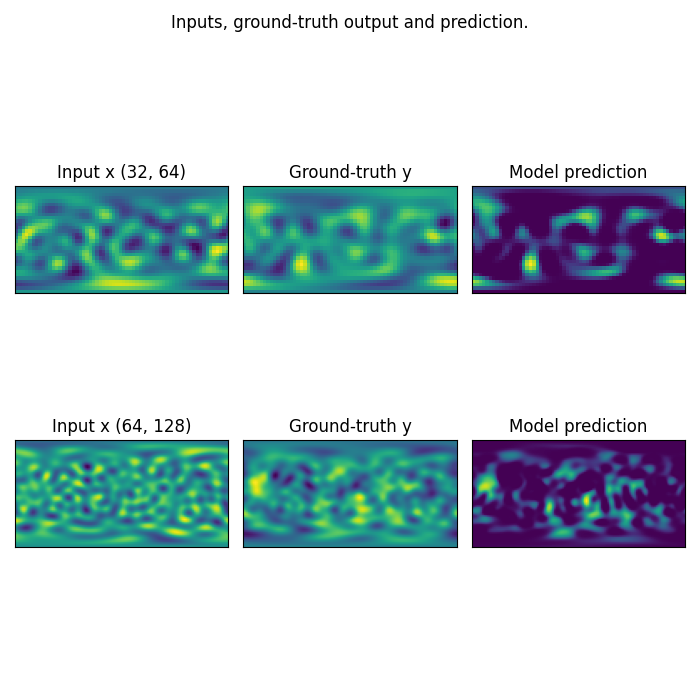 Inputs, ground-truth output and prediction.
Input x (32, 64)
Ground-truth y
Model prediction
Input x (64, 128)
Ground-truth y
Model prediction